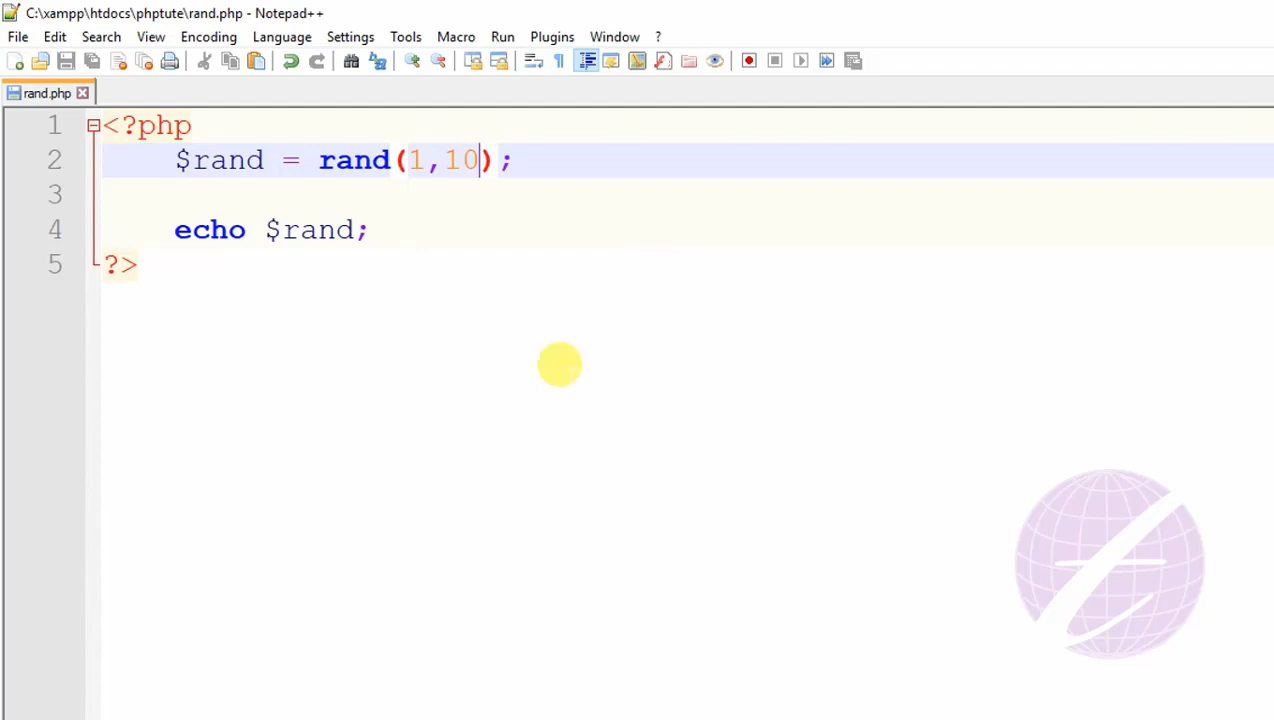 C:\xampp\htdocs\phptute\rand.php - Notepad++
File Edit Search View Encoding Language Settings Tools Macro Run Plugins Window ?
rand.php
1 <?php
2 $rand = rand(1,10);
3
4 echo $rand;
5 ?>